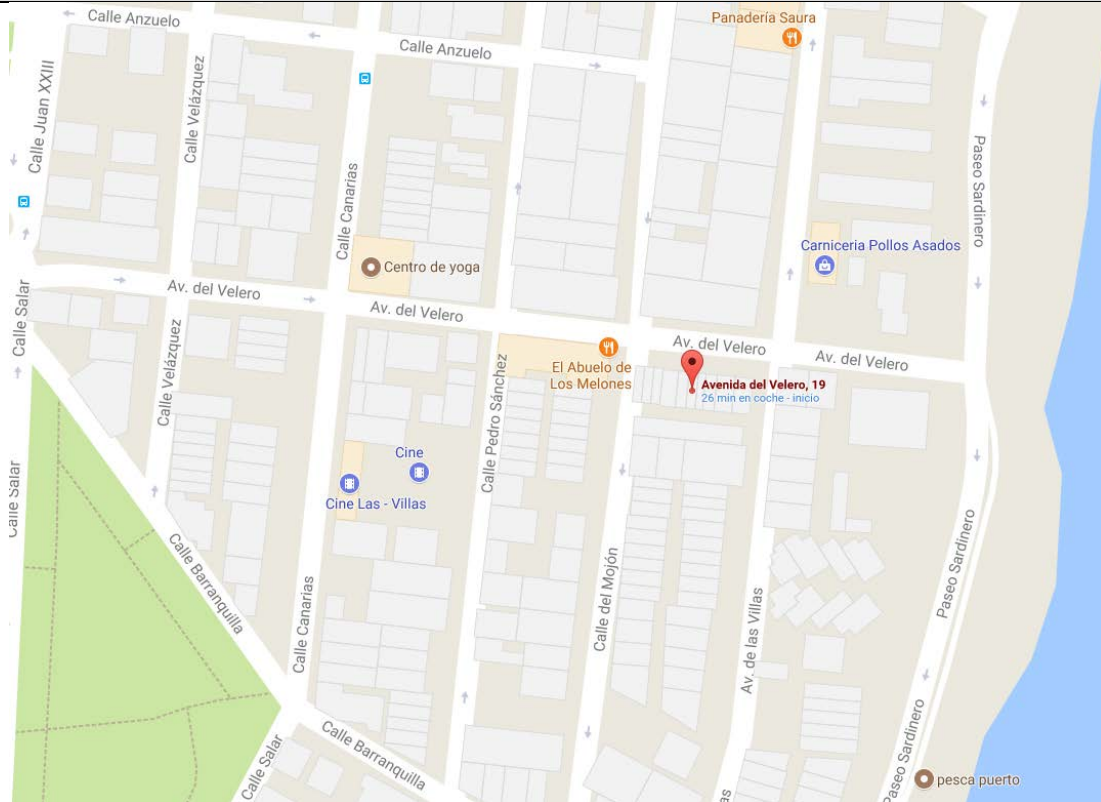 Calle Anzuelo
Panadería Saura
Calle Anzuelo
Calle Juan XXIII
Calle Velázquez
Calle Canarias
Paseo Sardinero
Carniceria Pollos Asados
Centro de yoga
Av. del Velero
Av. del Velero
Calle Salar
Calle Velázquez
Av. del Velero
Av. del Velero
El Abuelo de
Los Melones
Avenida del Velero, 19
26 min en coche - inicio
Calle Pedro Sánchez
Cine
Cine Las - Villas
Calle Salar
Calle Barranquilla
Calle Canarias
Calle del Mojón
Av. de las Villas
Paseo Sardinero
Calle Salar
Calle Barranquilla
Paseo Sardinero
pesca puerto